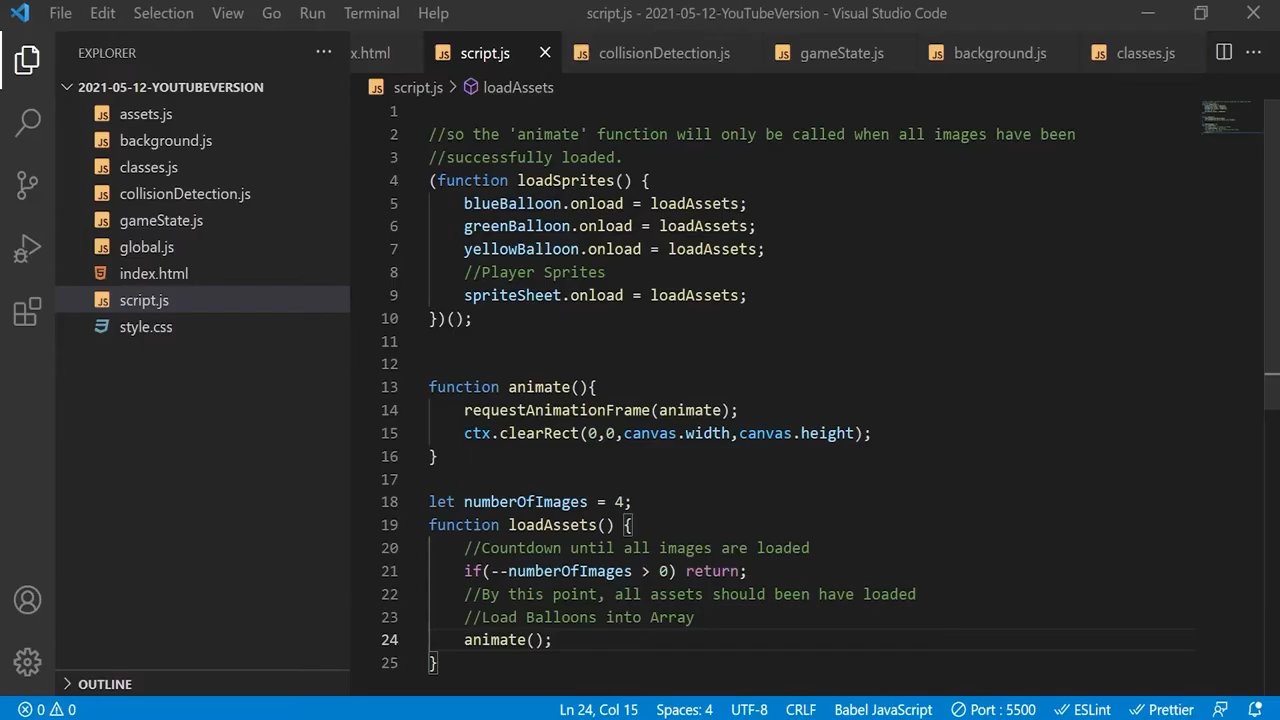 File Edit Selection View Go Run Terminal Help script.js - 2021-05-12-YouTubeVersion - Visual Studio Code
EXPLORER
x.html script.js collisionDetection.js gameState.js background.js classes.js
2021-05-12-YOUTUBEVERSION
assets.js
background.js
classes.js
collisionDetection.js
gameState.js
global.js
index.html
script.js
style.css
OUTLINE
script.js > loadAssets
1
2 //so the 'animate' function will only be called when all images have been
3 //successfully loaded.
4 (function loadSprites() {
5 blueBalloon.onload = loadAssets;
6 greenBalloon.onload = loadAssets;
7 yellowBalloon.onload = loadAssets;
8 //Player Sprites
9 spriteSheet.onload = loadAssets;
10 })();
11
12
13 function animate(){
14 requestAnimationFrame(animate);
15 ctx.clearRect(0,0,canvas.width,canvas.height);
16 }
17
18 let numberOfImages = 4;
19 function loadAssets() {
20 //Countdown until all images are loaded
21 if(--numberOfImages > 0) return;
22 //By this point, all assets should been have loaded
23 //Load Balloons into Array
24 animate();
25 }
0 0 Ln 24, Col 15 Spaces: 4 UTF-8 CRLF Babel JavaScript Port : 5500 ESLint Prettier